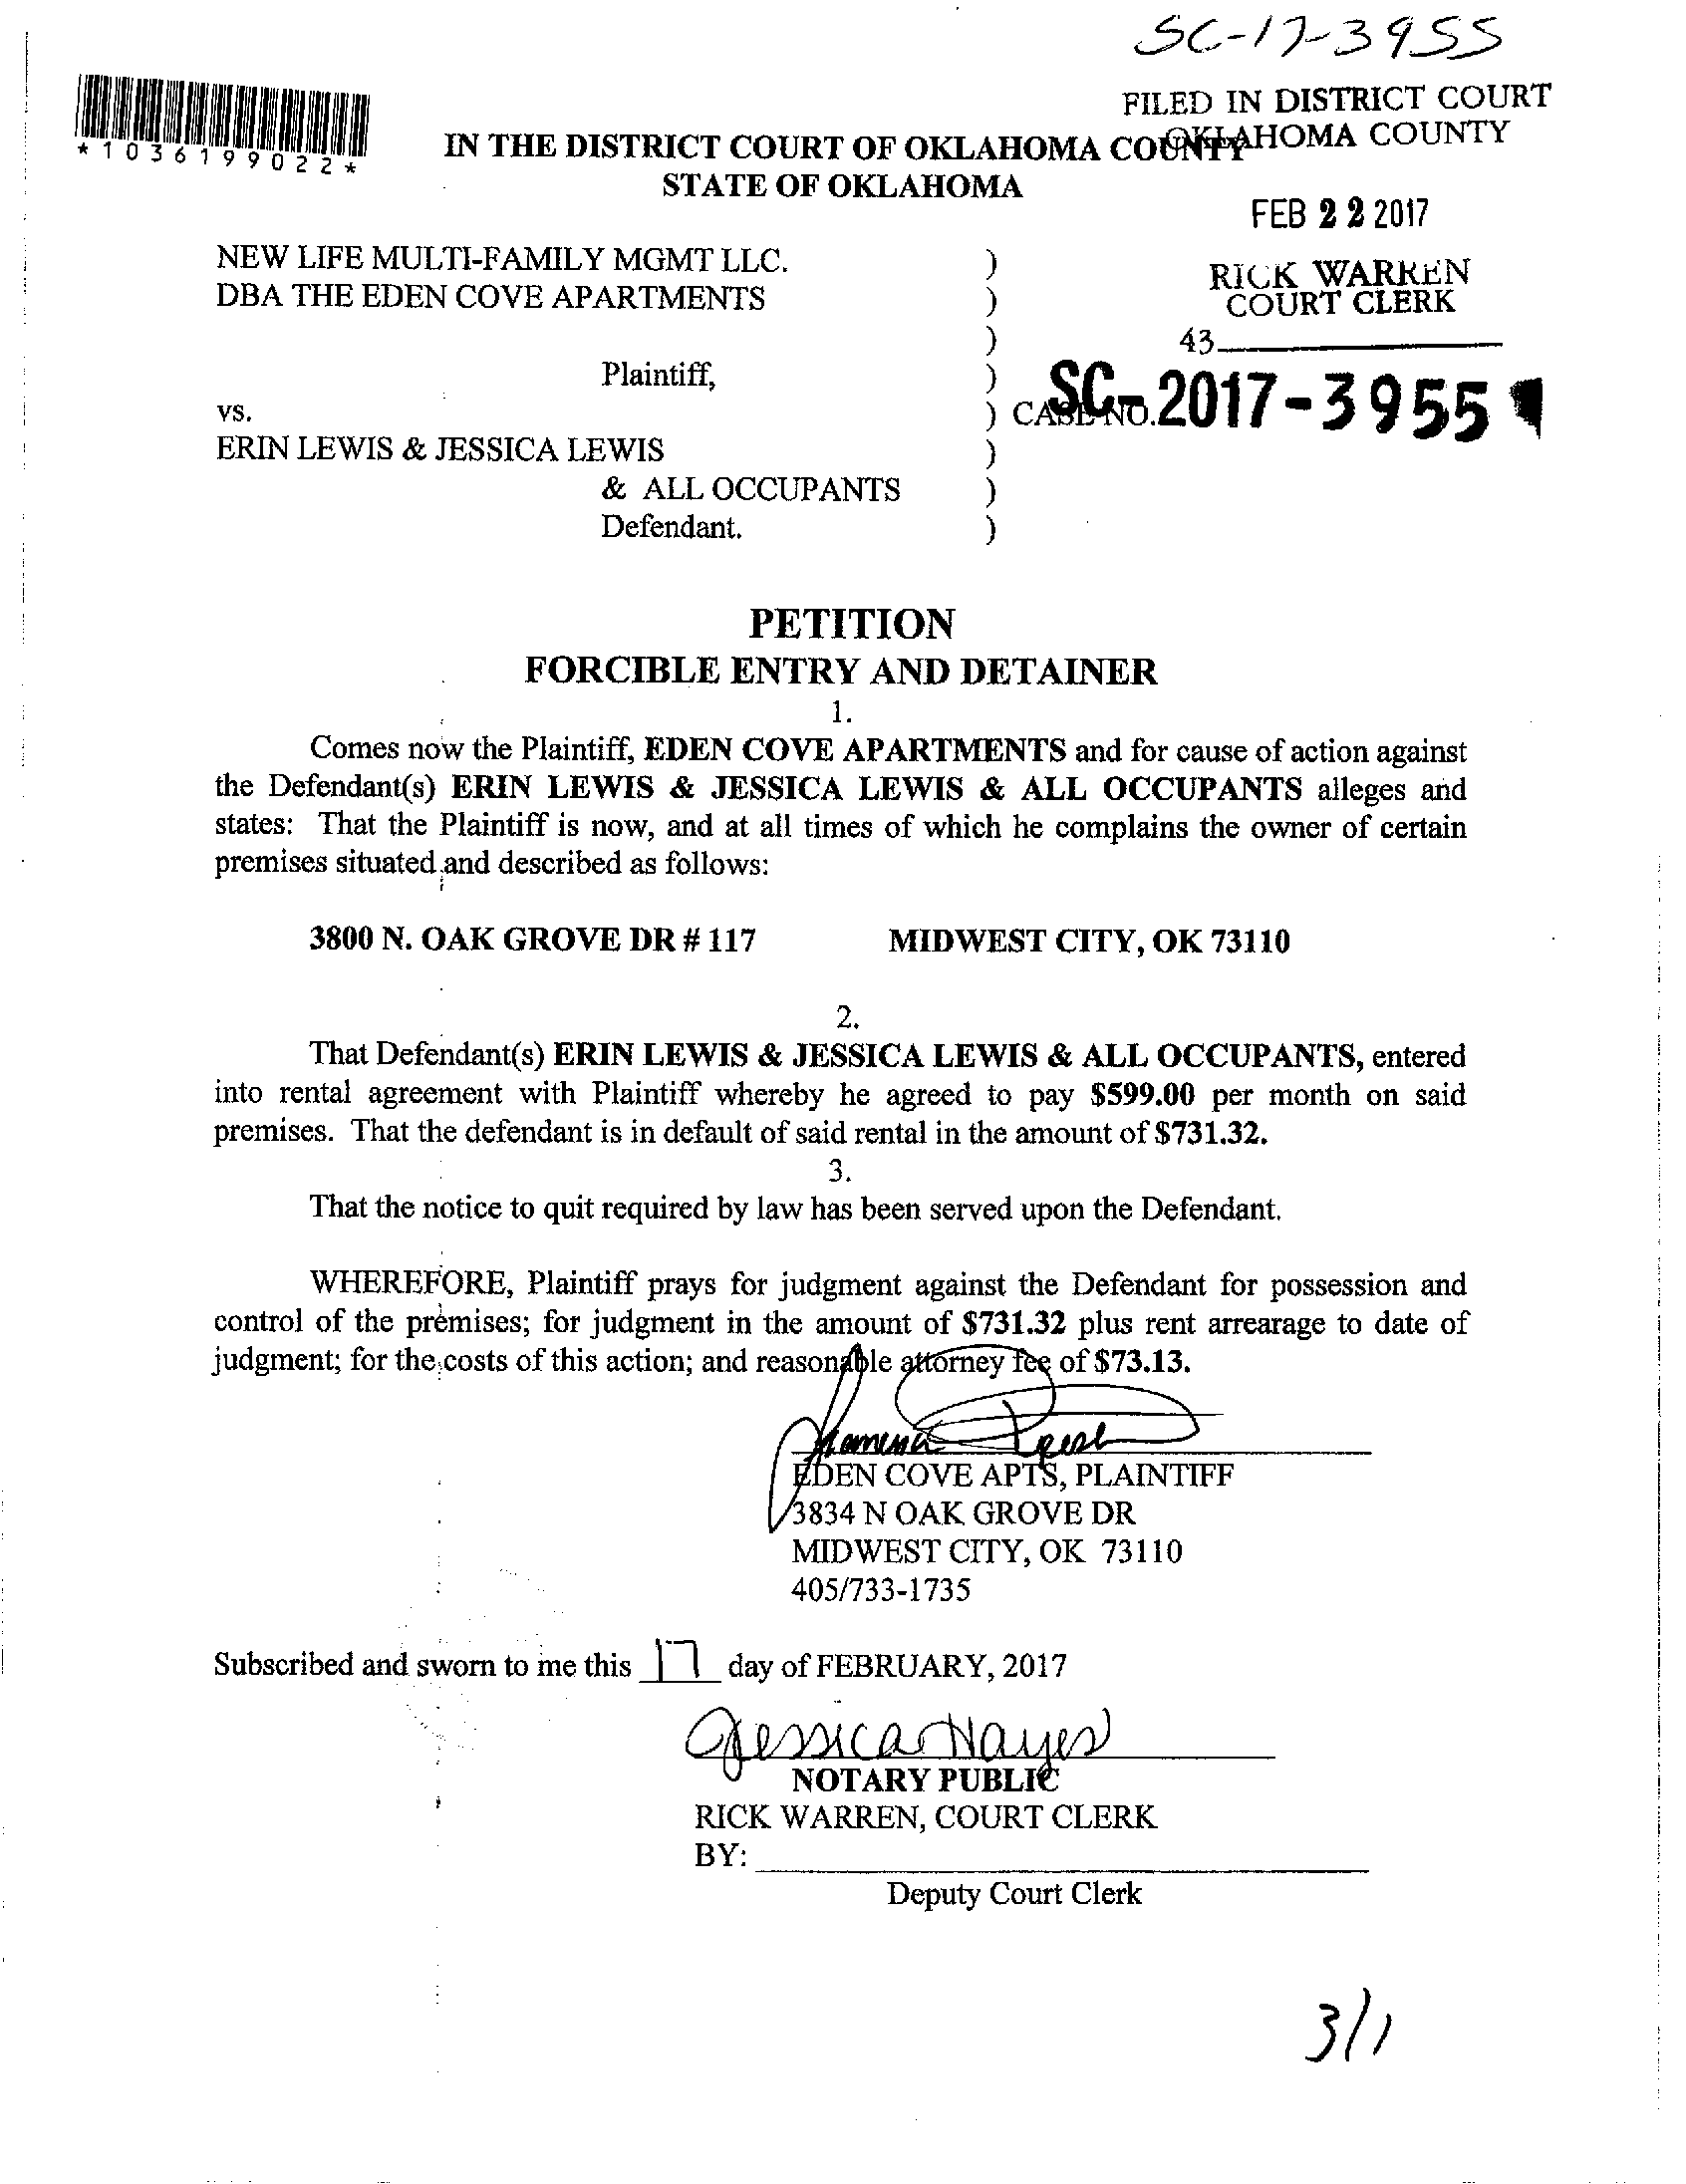 SC-17-3955
*1036199022*
FILED IN DISTRICT COURT
OKLAHOMA COUNTY
IN THE DISTRICT COURT OF OKLAHOMA COUNTY
STATE OF OKLAHOMA
FEB 22 2017
NEW LIFE MULTI-FAMILY MGMT LLC. )
DBA THE EDEN COVE APARTMENTS )
RICK WARREN
COURT CLERK
)
43
Plaintiff, )
vs. ) CASE NO. SC-2017-3955
ERIN LEWIS & JESSICA LEWIS )
& ALL OCCUPANTS )
Defendant. )
PETITION
FORCIBLE ENTRY AND DETAINER
1.
Comes now the Plaintiff, EDEN COVE APARTMENTS and for cause of action against
the Defendant(s) ERIN LEWIS & JESSICA LEWIS & ALL OCCUPANTS alleges and
states: That the Plaintiff is now, and at all times of which he complains the owner of certain
premises situated and described as follows:
3800 N. OAK GROVE DR # 117 MIDWEST CITY, OK 73110
2.
That Defendant(s) ERIN LEWIS & JESSICA LEWIS & ALL OCCUPANTS, entered
into rental agreement with Plaintiff whereby he agreed to pay $599.00 per month on said
premises. That the defendant is in default of said rental in the amount of $731.32.
3.
That the notice to quit required by law has been served upon the Defendant.
WHEREFORE, Plaintiff prays for judgment against the Defendant for possession and
control of the premises; for judgment in the amount of $731.32 plus rent arrearage to date of
judgment; for the costs of this action; and reasonable attorney fee of $73.13.
EDEN COVE APTS, PLAINTIFF
3834 N OAK GROVE DR
MIDWEST CITY, OK 73110
405/733-1735
Subscribed and sworn to me this 17 day of FEBRUARY, 2017
Jessica Hayes
NOTARY PUBLIC
RICK WARREN, COURT CLERK
BY:
Deputy Court Clerk
3/1